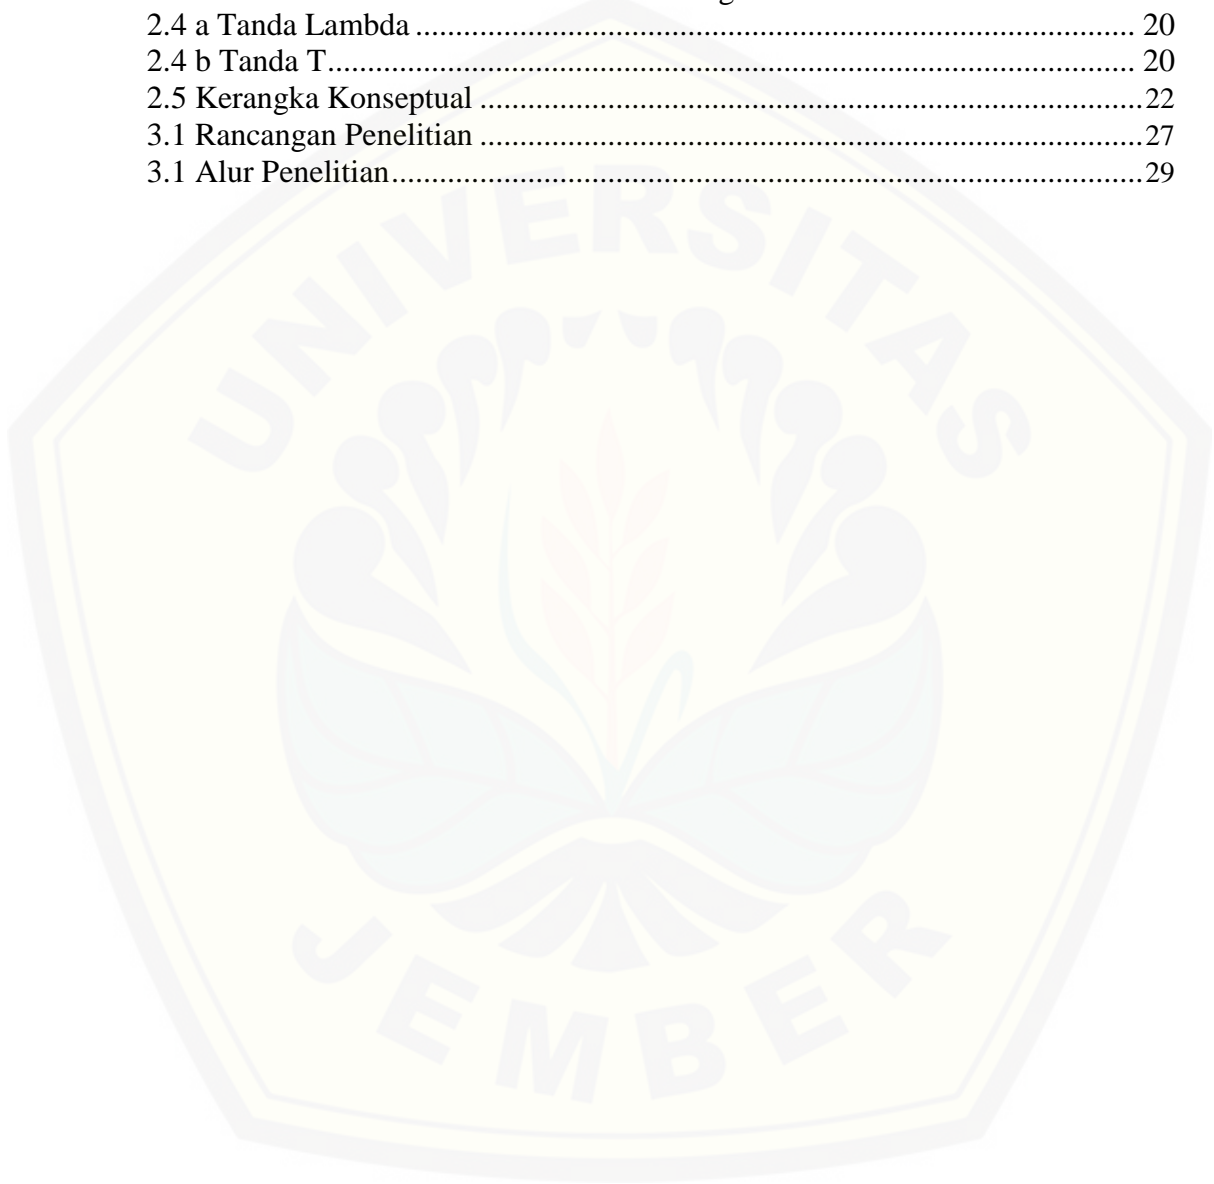 2.4 a Tanda Lambda ........................................................................................ 20
2.4 b Tanda T................................................................................................... 20
2.5 Kerangka Konseptual .................................................................................22
3.1 Rancangan Penelitian .................................................................................27
3.1 Alur Penelitian............................................................................................29
UNIVERSITAS
JEMBER